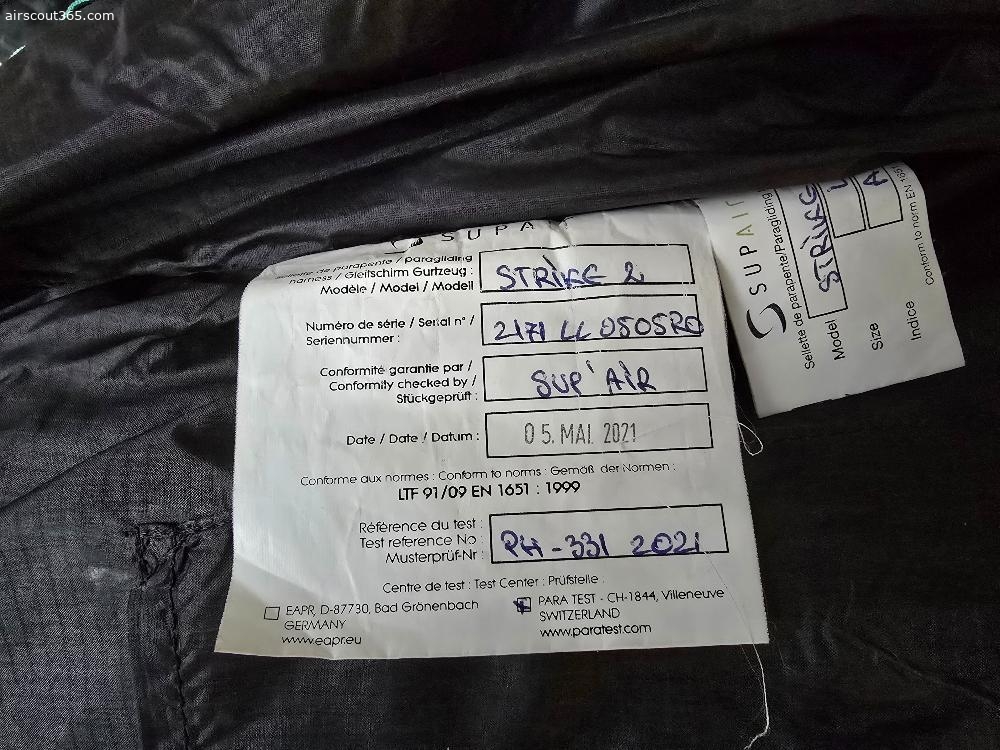 airscout365.com
SUPA
Sellette de parapente / Paragliding
harness / Gleitschirm Gurtzeug :
Modèle / Model / Modell
STRIKE 2
Numéro de série / Serial n° /
Seriennummer :
2171 LL 0505RO
Conformité garantie par /
Conformity checked by /
Stückgeprüft :
SUP'AIR
Date / Date / Datum :
05. MAI 2021
Conforme aux normes : Conform to norms : Gemäß der Normen :
LTF 91/09 EN 1651 : 1999
Référence du test :
Test reference No :
Musterprüf-Nr :
PH-331 2021
Centre de test : Test Center : Prüfstelle :
EAPR, D-87730, Bad Grönenbach
GERMANY
www.eapr.eu
PARA TEST - CH-1844, Villeneuve
SWITZERLAND
www.paratest.com
SUPAIR
Sellette de parapente/Paragliding
Model
Size
A
Indice
Conform to norm EN